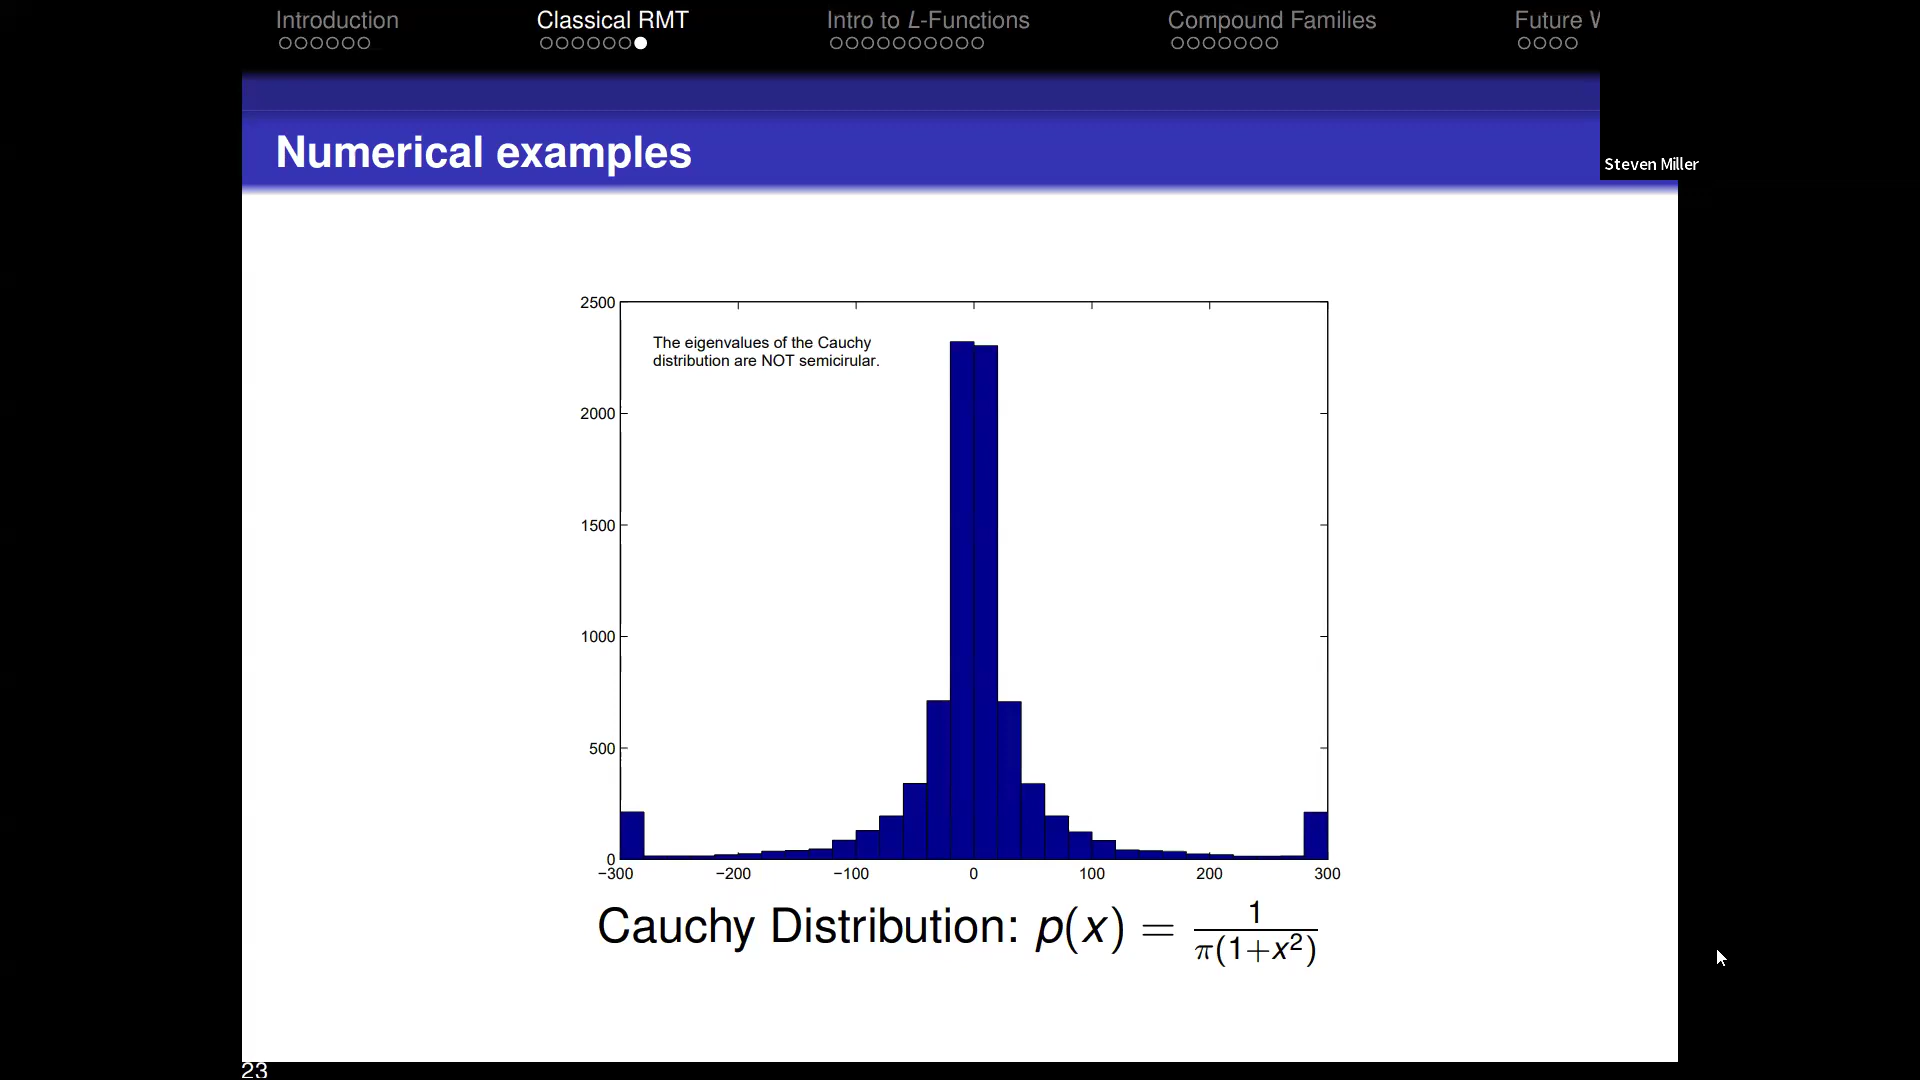 Introduction
Classical RMT
Intro to L-Functions
Compound Families
Future
Numerical examples
Steven Miller
2500
The eigenvalues of the Cauchy
distribution are NOT semicirular.
2000
1500
1000
500
0
−300 −200 −100 0 100 200 300
Cauchy Distribution: p(x) = 1/π(1+x²)
23